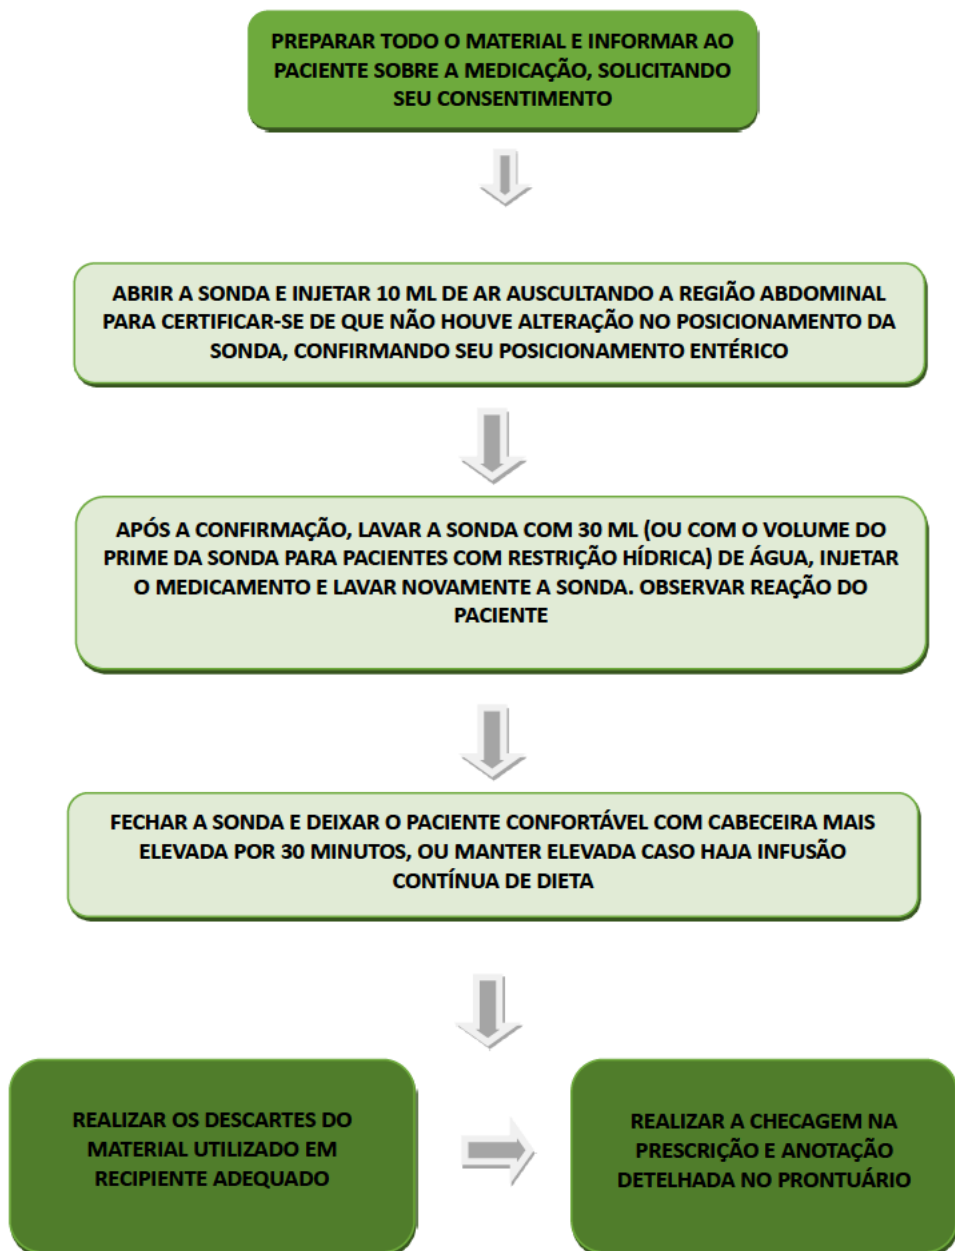 PREPARAR TODO O MATERIAL E INFORMAR AO
PACIENTE SOBRE A MEDICAÇÃO, SOLICITANDO
SEU CONSENTIMENTO
ABRIR A SONDA E INJETAR 10 ML DE AR AUSCULTANDO A REGIÃO ABDOMINAL
PARA CERTIFICAR-SE DE QUE NÃO HOUVE ALTERAÇÃO NO POSICIONAMENTO DA
SONDA, CONFIRMANDO SEU POSICIONAMENTO ENTÉRICO
APÓS A CONFIRMAÇÃO, LAVAR A SONDA COM 30 ML (OU COM O VOLUME DO
PRIME DA SONDA PARA PACIENTES COM RESTRIÇÃO HÍDRICA) DE ÁGUA, INJETAR
O MEDICAMENTO E LAVAR NOVAMENTE A SONDA. OBSERVAR REAÇÃO DO
PACIENTE
FECHAR A SONDA E DEIXAR O PACIENTE CONFORTÁVEL COM CABECEIRA MAIS
ELEVADA POR 30 MINUTOS, OU MANTER ELEVADA CASO HAJA INFUSÃO
CONTÍNUA DE DIETA
REALIZAR OS DESCARTES DO
MATERIAL UTILIZADO EM
RECIPIENTE ADEQUADO
REALIZAR A CHECAGEM NA
PRESCRIÇÃO E ANOTAÇÃO
DETELHADA NO PRONTUÁRIO